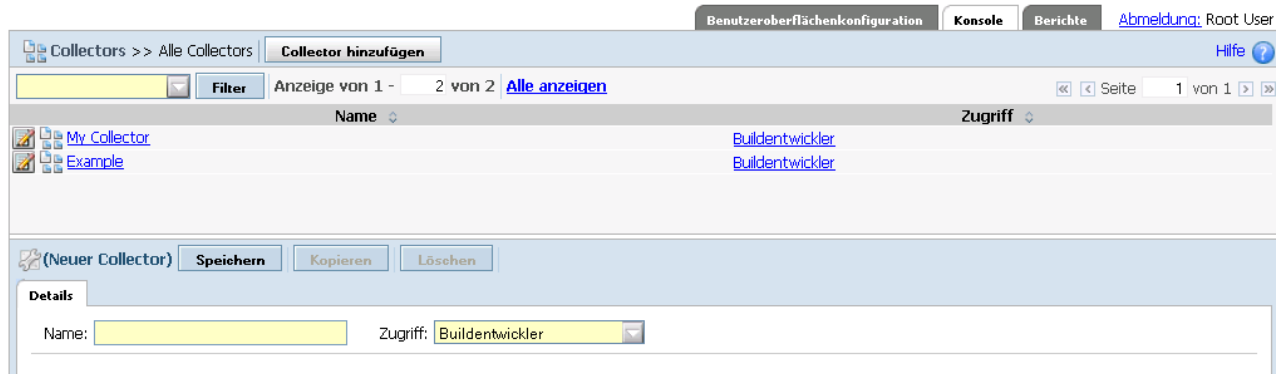 Benutzeroberflächenkonfiguration Konsole Berichte Abmeldung: Root User
Collectors >> Alle Collectors Collector hinzufügen Hilfe ?
Filter Anzeige von 1 - 2 von 2 Alle anzeigen Seite 1 von 1
Name Zugriff
My Collector Buildentwickler
Example Buildentwickler
(Neuer Collector) Speichern Kopieren Löschen
Details
Name: Zugriff: Buildentwickler